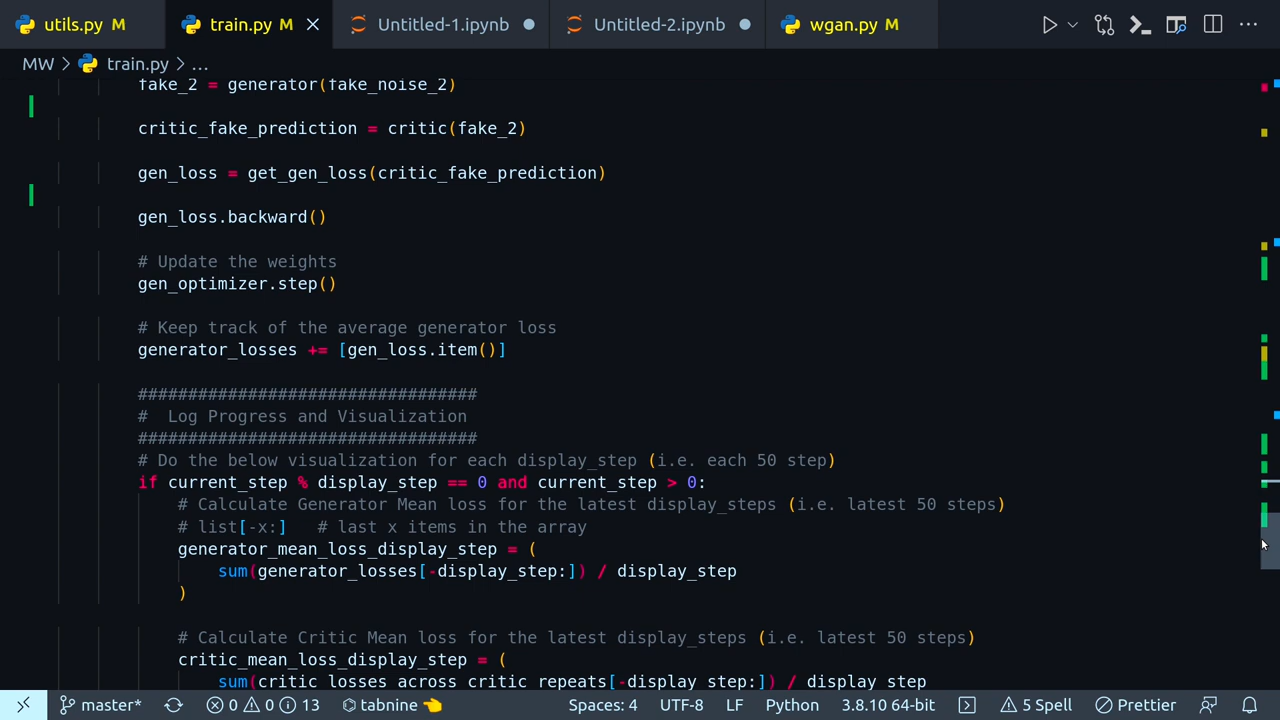 utils.py M train.py M Untitled-1.ipynb Untitled-2.ipynb wgan.py M
MW > train.py > ...
fake_2 = generator(fake_noise_2)
critic_fake_prediction = critic(fake_2)
gen_loss = get_gen_loss(critic_fake_prediction)
gen_loss.backward()
# Update the weights
gen_optimizer.step()
# Keep track of the average generator loss
generator_losses += [gen_loss.item()]
##################################
#  Log Progress and Visualization
##################################
# Do the below visualization for each display_step (i.e. each 50 step)
if current_step % display_step == 0 and current_step > 0:
# Calculate Generator Mean loss for the latest display_steps (i.e. latest 50 steps)
# list[-x:]   # last x items in the array
generator_mean_loss_display_step = (
sum(generator_losses[-display_step:]) / display_step
)
# Calculate Critic Mean loss for the latest display_steps (i.e. latest 50 steps)
critic_mean_loss_display_step = (
sum(critic_losses_across_critic_repeats[-display_step:]) / display_step
master* 0 0 13 tabnine 👈 Spaces: 4 UTF-8 LF Python 3.8.10 64-bit 5 Spell Prettier